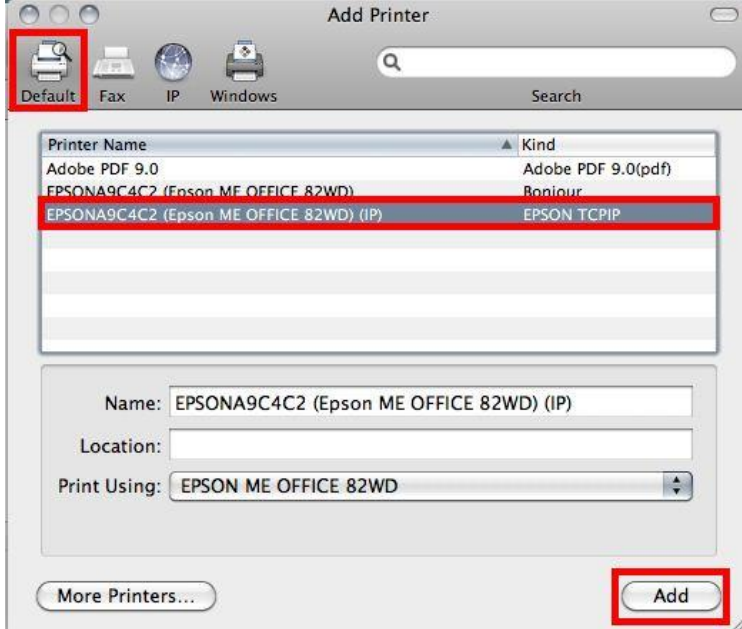 Add Printer
Default Fax IP Windows Search
Printer Name Kind
Adobe PDF 9.0 Adobe PDF 9.0(pdf)
EPSONA9C4C2 (Epson ME OFFICE 82WD) Bonjour
EPSONA9C4C2 (Epson ME OFFICE 82WD) (IP) EPSON TCPIP
Name: EPSONA9C4C2 (Epson ME OFFICE 82WD) (IP)
Location:
Print Using: EPSON ME OFFICE 82WD
More Printers... Add